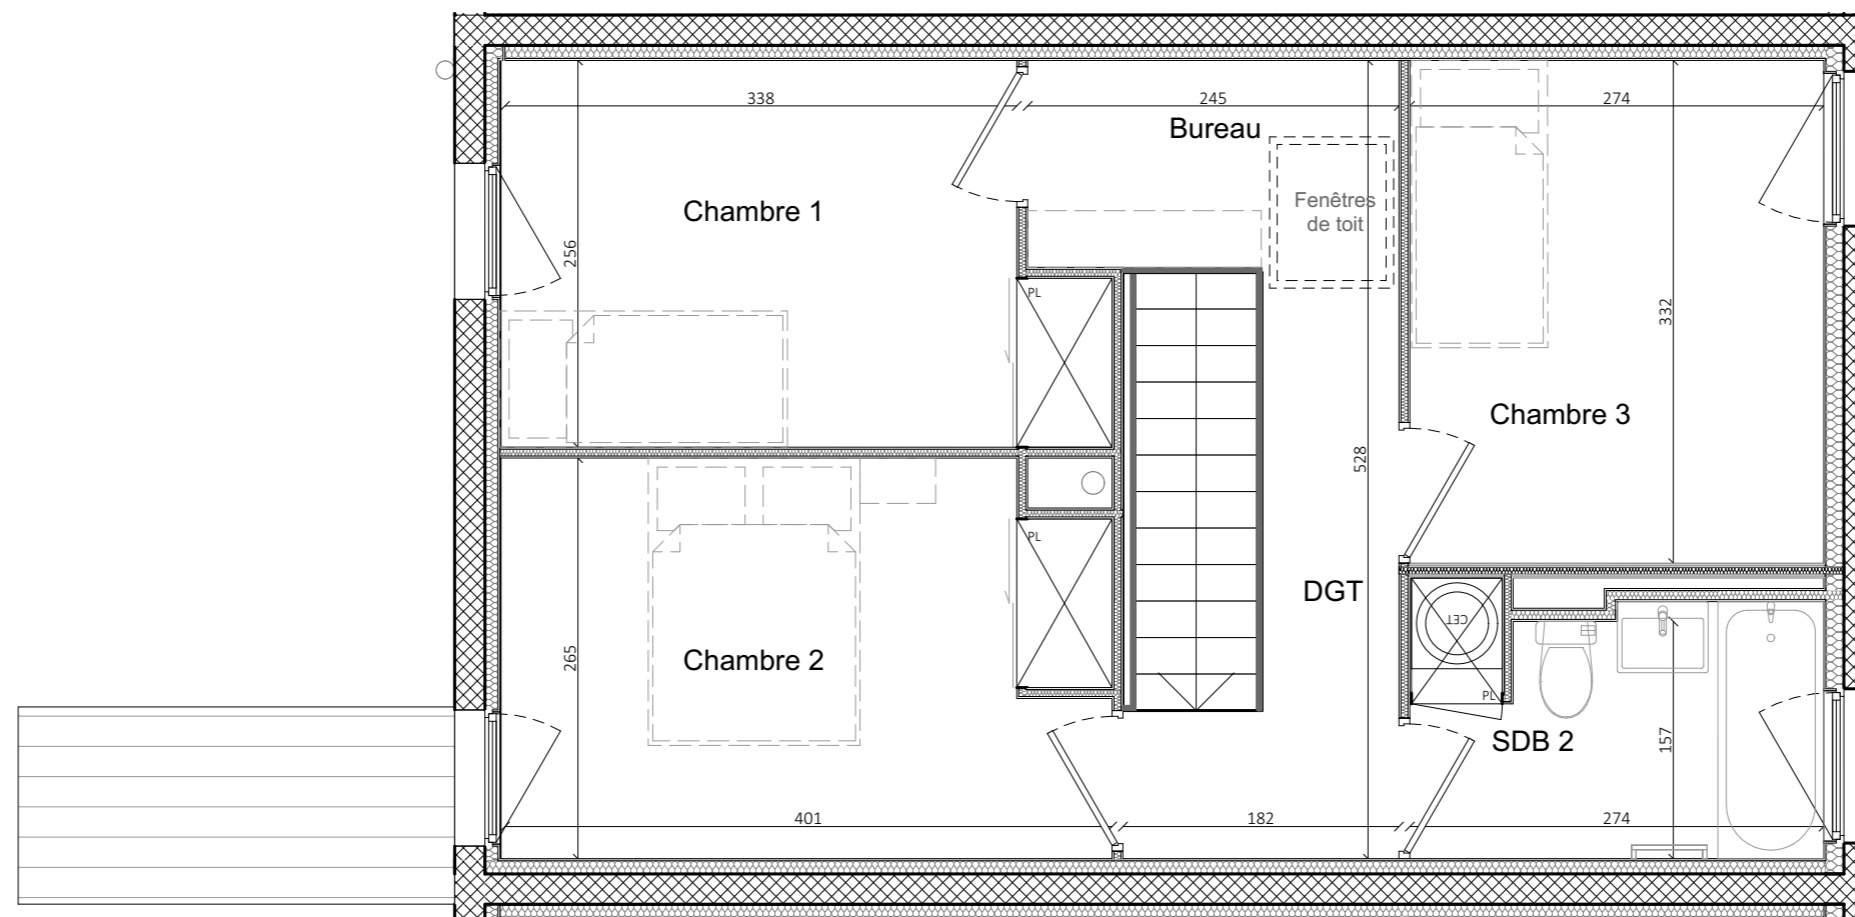 338
245
274
Bureau
Chambre 1
Fenêtres
de toit
256
PL
332
Chambre 3
528
PL
DGT
CET
265
Chambre 2
PL
SDB 2
157
401
182
274